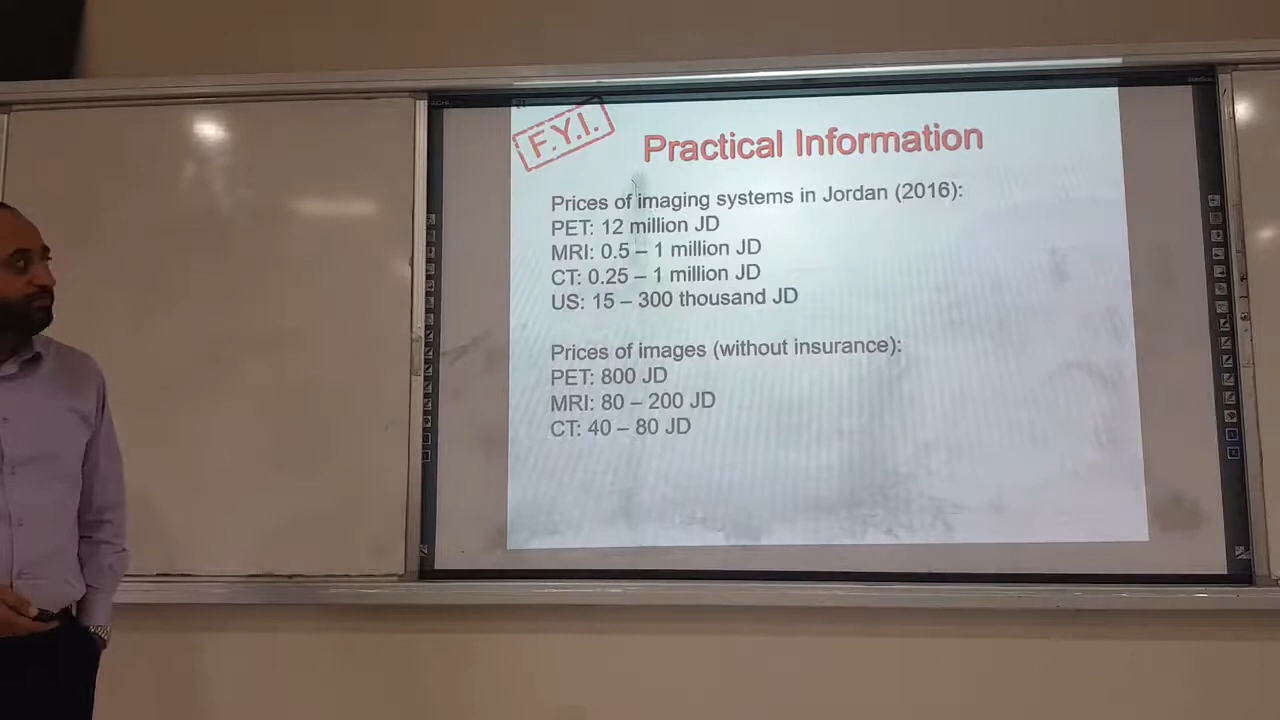 F.Y.I.
Practical Information
Prices of imaging systems in Jordan (2016):
PET: 12 million JD
MRI: 0.5 – 1 million JD
CT: 0.25 – 1 million JD
US: 15 – 300 thousand JD
Prices of images (without insurance):
PET: 800 JD
MRI: 80 – 200 JD
CT: 40 – 80 JD